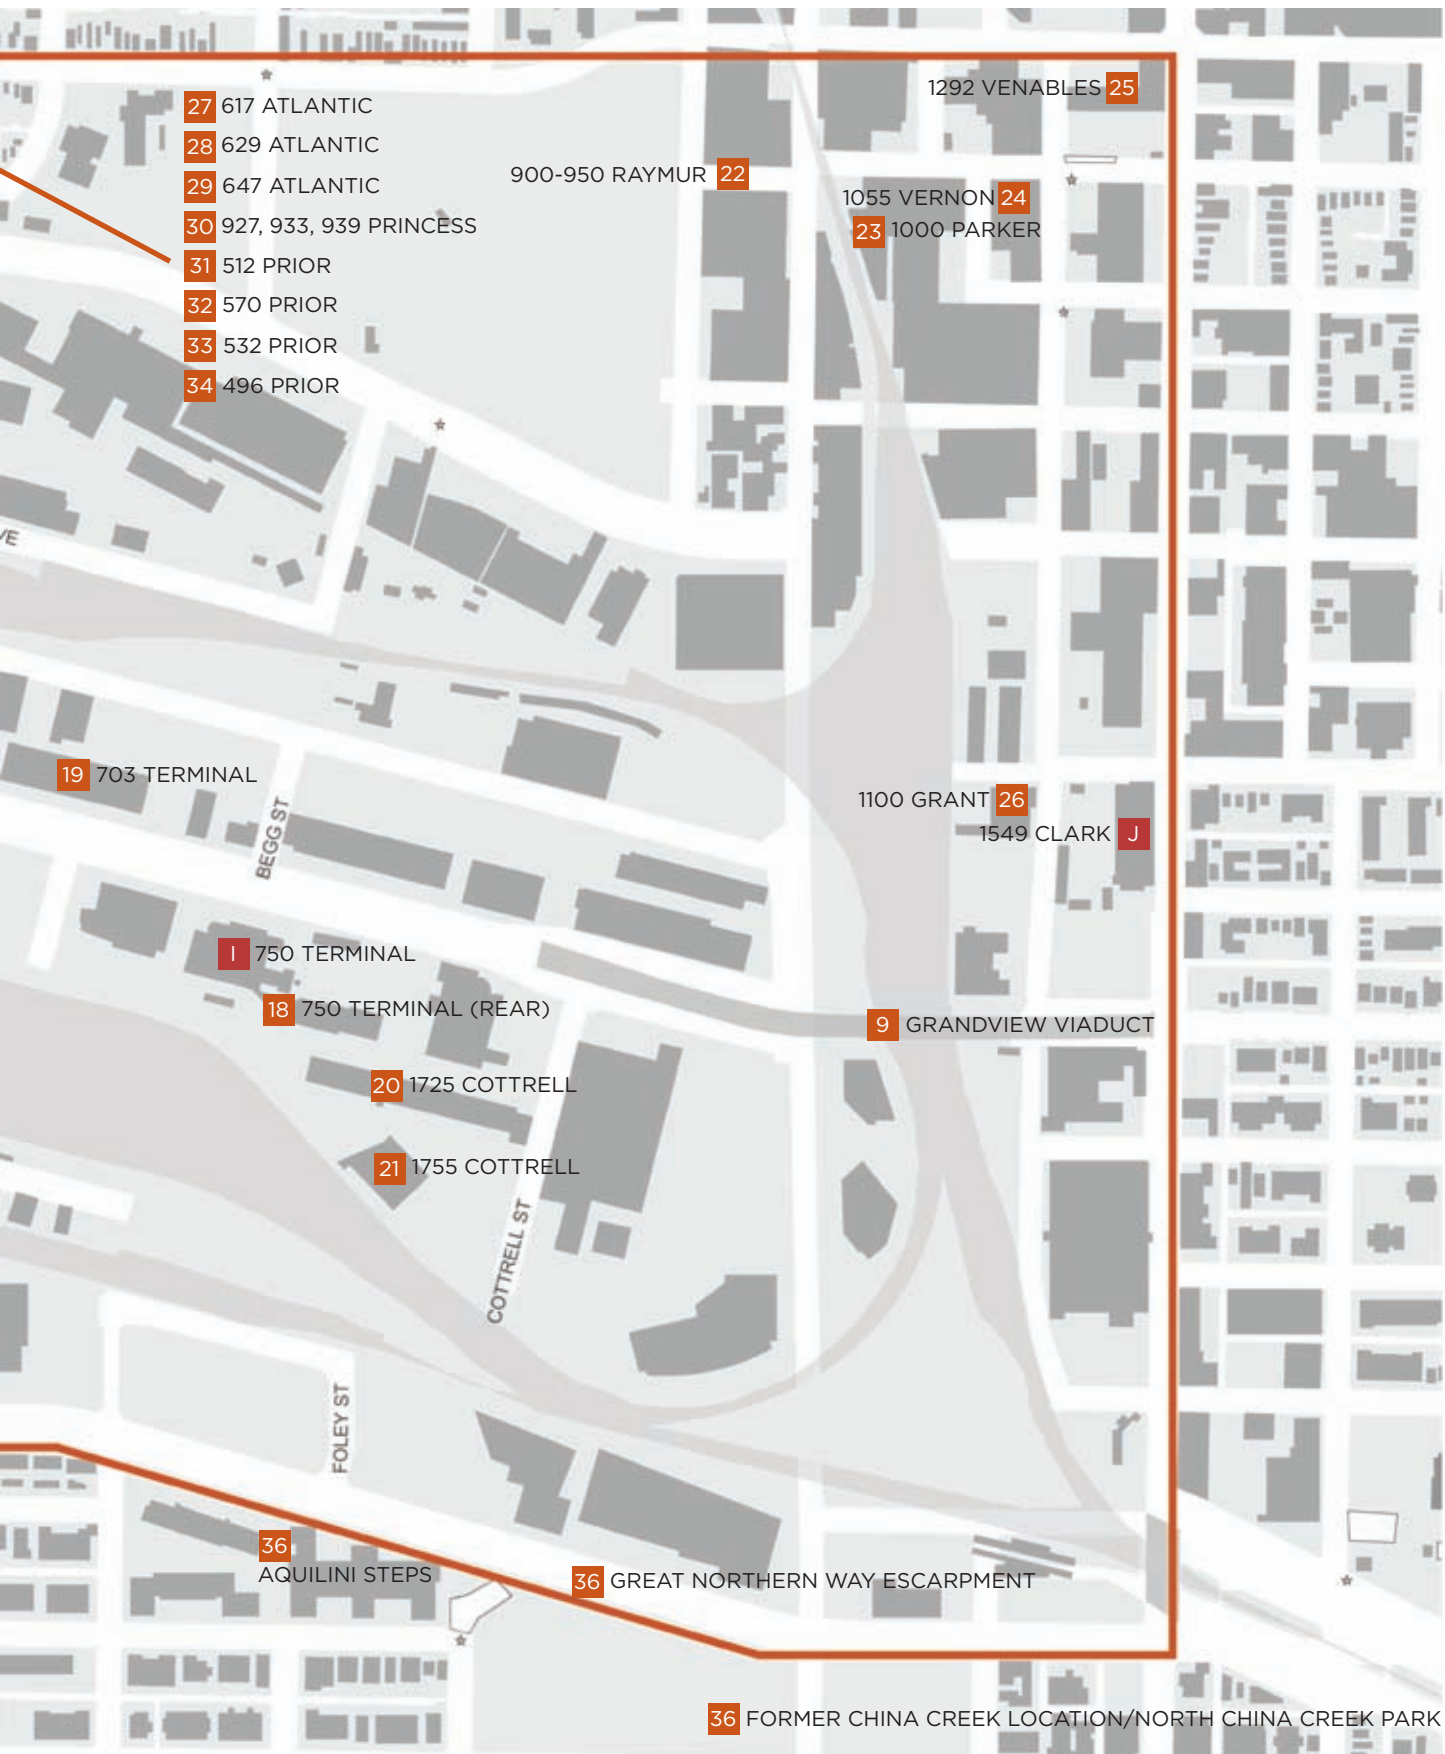 1292 VENABLES 25
27 617 ATLANTIC
28 629 ATLANTIC
900-950 RAYMUR 22
29 647 ATLANTIC
1055 VERNON 24
30 927, 933, 939 PRINCESS
23 1000 PARKER
31 512 PRIOR
32 570 PRIOR
33 532 PRIOR
34 496 PRIOR
VE
19 703 TERMINAL
BEGG ST
1100 GRANT 26
1549 CLARK J
I 750 TERMINAL
18 750 TERMINAL (REAR)
9 GRANDVIEW VIADUCT
20 1725 COTTRELL
21 1755 COTTRELL
COTTRELL ST
FOLEY ST
36
AQUILINI STEPS
36 GREAT NORTHERN WAY ESCARPMENT
36 FORMER CHINA CREEK LOCATION/NORTH CHINA CREEK PARK